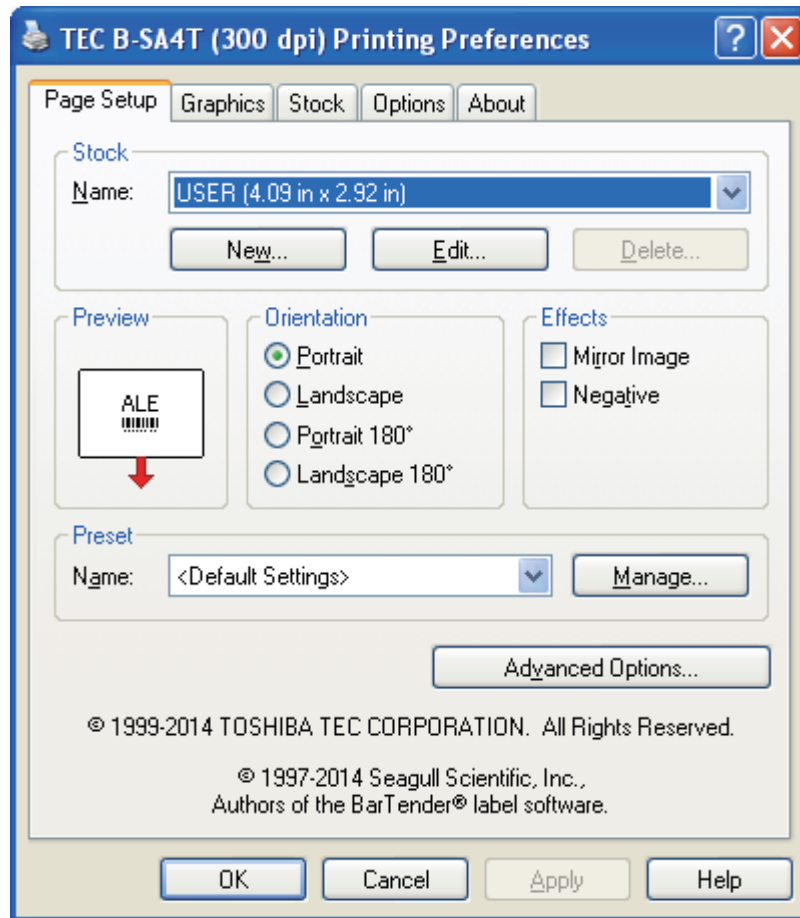 TEC B-SA4T (300 dpi) Printing Preferences
Page Setup Graphics Stock Options About
Stock
Name: USER (4.09 in x 2.92 in)
New... Edit... Delete...
Preview Orientation Effects
Portrait Mirror Image
ALE
Landscape Negative
Portrait 180°
Landscape 180°
Preset
Name: <Default Settings> Manage...
Advanced Options...
© 1999-2014 TOSHIBA TEC CORPORATION. All Rights Reserved.
© 1997-2014 Seagull Scientific, Inc.,
Authors of the BarTender® label software.
OK Cancel Apply Help